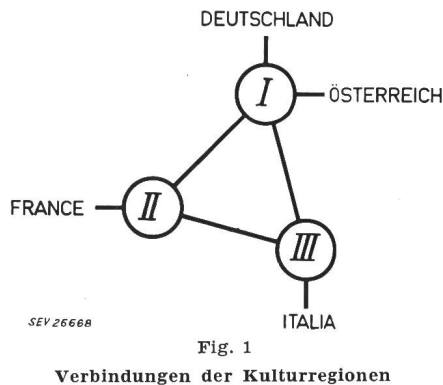 DEUTSCHLAND
I
ÖSTERREICH
II
FRANCE
III
ITALIA
SEV 26668
Fig. 1
Verbindungen der Kulturregionen